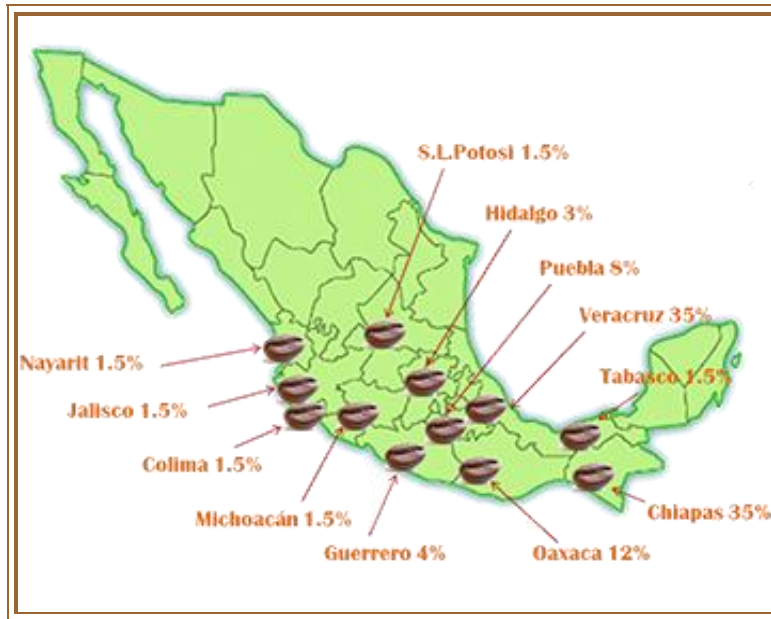 S.L.Potosi 1.5%
Hidalgo 3%
Puebla 8%
Veracruz 35%
Tabasco 1.5%
Nayarit 1.5%
Jalisco 1.5%
Colima 1.5%
Michoacán 1.5%
Guerrero 4%
Oaxaca 12%
Chiapas 35%